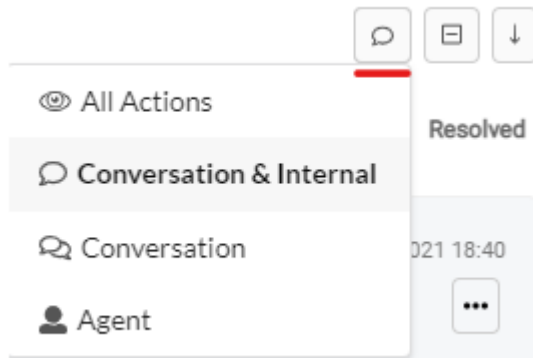 All Actions
Resolved
Conversation & Internal
Conversation
021 18:40
Agent